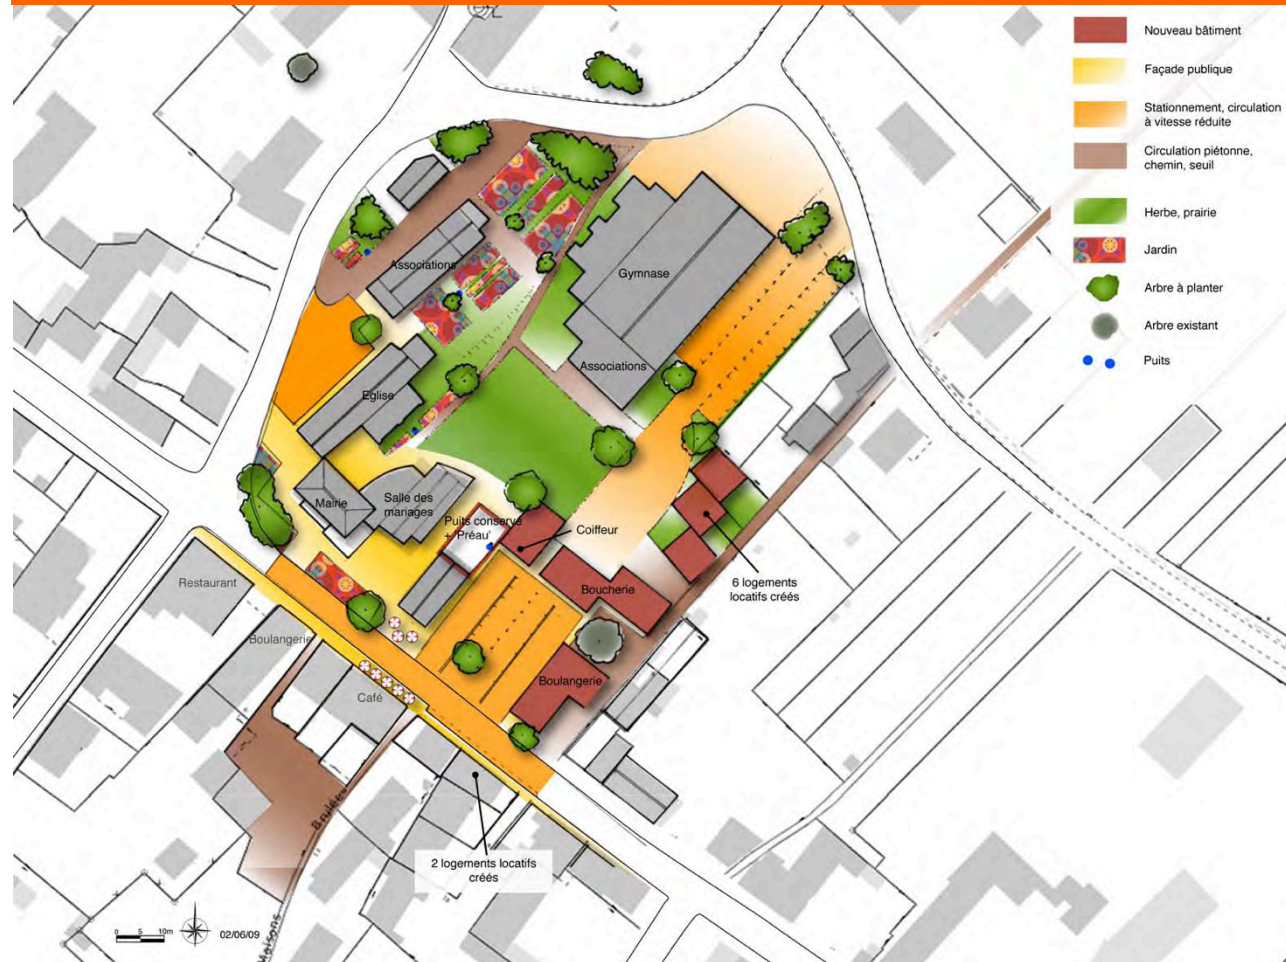 Nouveau bâtiment
Façade publique
Stationnement, circulation
à vitesse réduite
Circulation piétonne,
chemin, seuil
Herbe, prairie
Jardin
Arbre à planter
Arbre existant
Puits
Associations
Gymnase
Associations
Eglise
Mairie
Salle des
mariages
Puits conservé
+ 'Préau'
Coiffeur
Boucherie
6 logements
locatifs créés
Restaurant
Boulangerie
Café
Boulangerie
Brulées
Maisons
2 logements locatifs
créés
0 5 10m
02/06/09